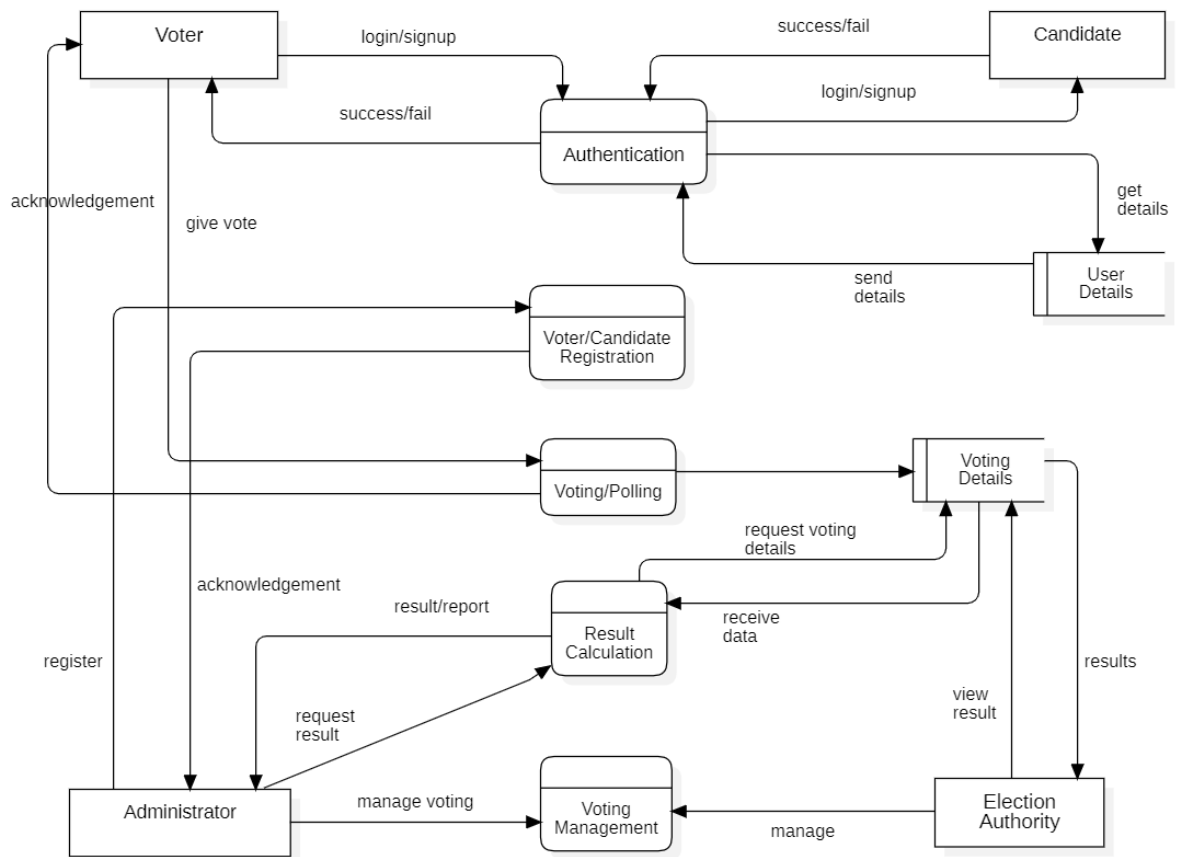 Voter
login/signup
success/fail
Candidate
login/signup
success/fail
Authentication
acknowledgement
give vote
get
details
send
details
User
Details
Voter/Candidate
Registration
Voting/Polling
Voting
Details
request voting
details
acknowledgement
result/report
receive
data
Result
Calculation
register
results
view
result
request
result
Administrator
manage voting
Voting
Management
manage
Election
Authority